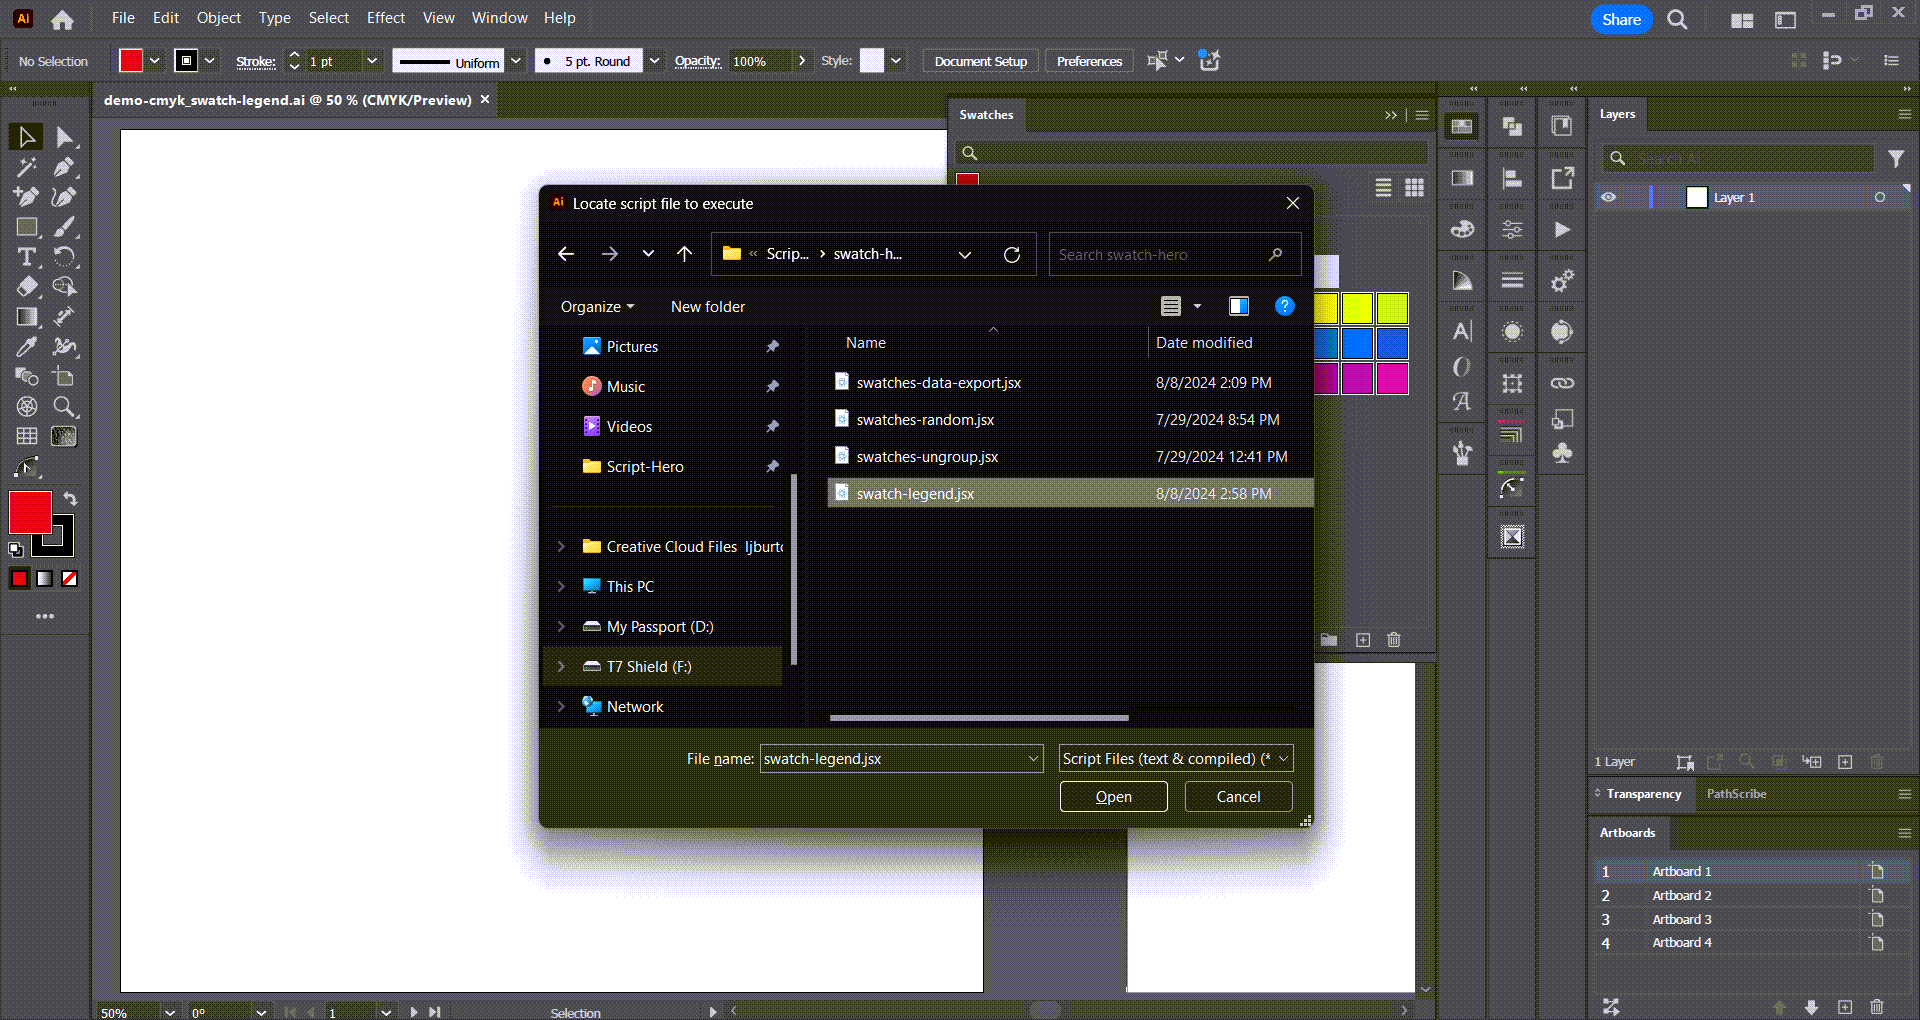 Ai File Edit Object Type Select Effect View Window Help Share
No Selection Stroke: 1 pt Uniform 5 pt. Round Opacity: 100% Style: Document Setup Preferences
demo-cmyk_swatch-legend.ai @ 50 % (CMYK/Preview) ×
Swatches
Layers
Search All
Layer 1
Ai Locate script file to execute
« Scrip... > swatch-h...
Search swatch-hero
Organize New folder
Name Date modified
Pictures
Music
Videos
Script-Hero
Creative Cloud Files ljburto
This PC
My Passport (D:)
T7 Shield (F:)
Network
swatches-data-export.jsx 8/8/2024 2:09 PM
swatches-random.jsx 7/29/2024 8:54 PM
swatches-ungroup.jsx 7/29/2024 12:41 PM
swatch-legend.jsx 8/8/2024 2:58 PM
File name: swatch-legend.jsx Script Files (text & compiled) (*
Open Cancel
1 Layer
Transparency PathScribe
Artboards
1 Artboard 1
2 Artboard 2
3 Artboard 3
4 Artboard 4
50% 0° 1 Selection